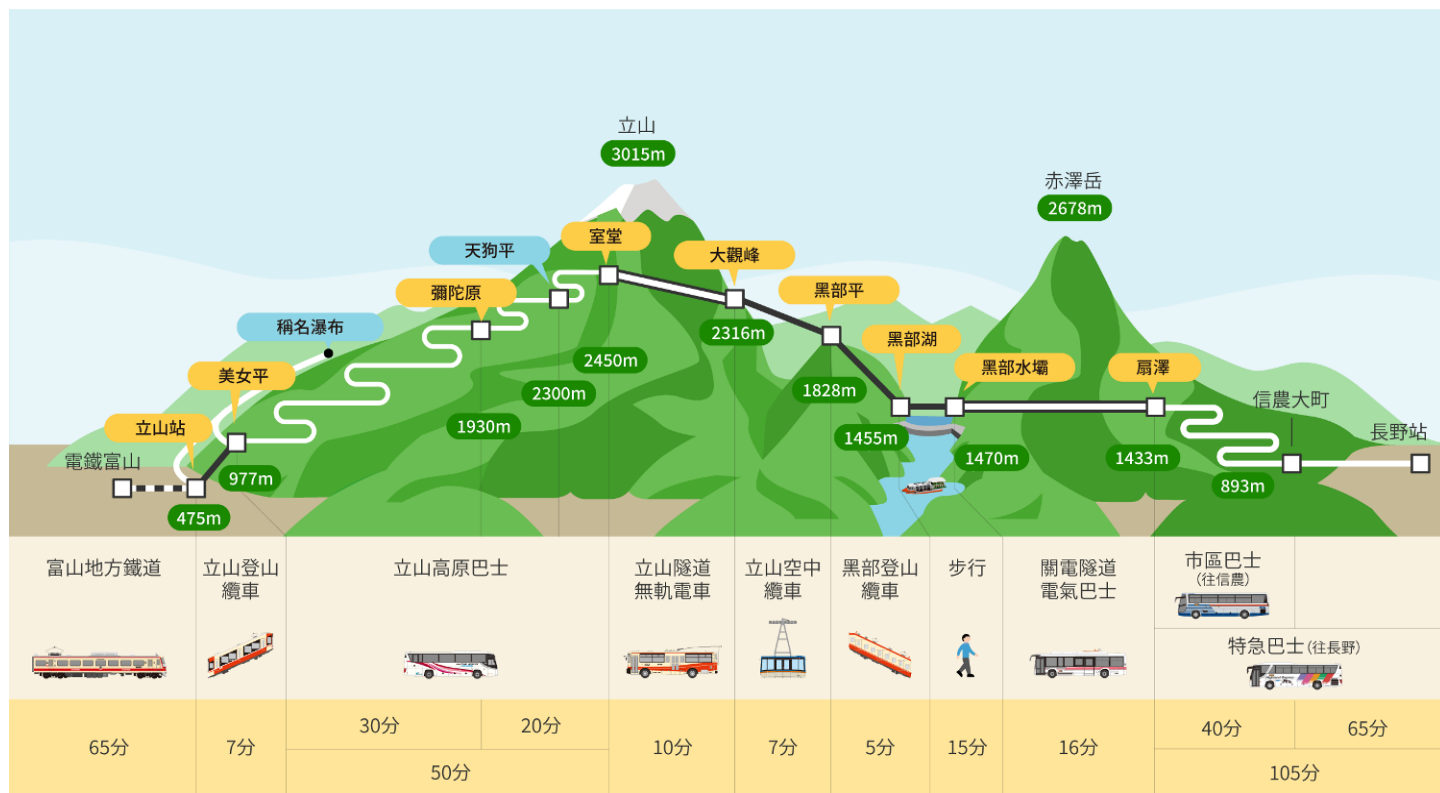 立山
3015m
赤澤岳
2678m
天狗平
室堂
大觀峰
彌陀原
黑部平
稱名瀑布
黑部湖
美女平
黑部水壩
扇澤
立山站
信農大町
長野站
電鐵富山
2316m
2450m
2300m
1828m
1930m
1455m
1470m
1433m
977m
893m
475m
富山地方鐵道
立山登山
纜車
立山高原巴士
立山隧道
無軌電車
立山空中
纜車
黑部登山
纜車
步行
關電隧道
電氣巴士
市區巴士
(往信農)
特急巴士(往長野)
65分
7分
30分
20分
50分
10分
7分
5分
15分
16分
40分
65分
105分